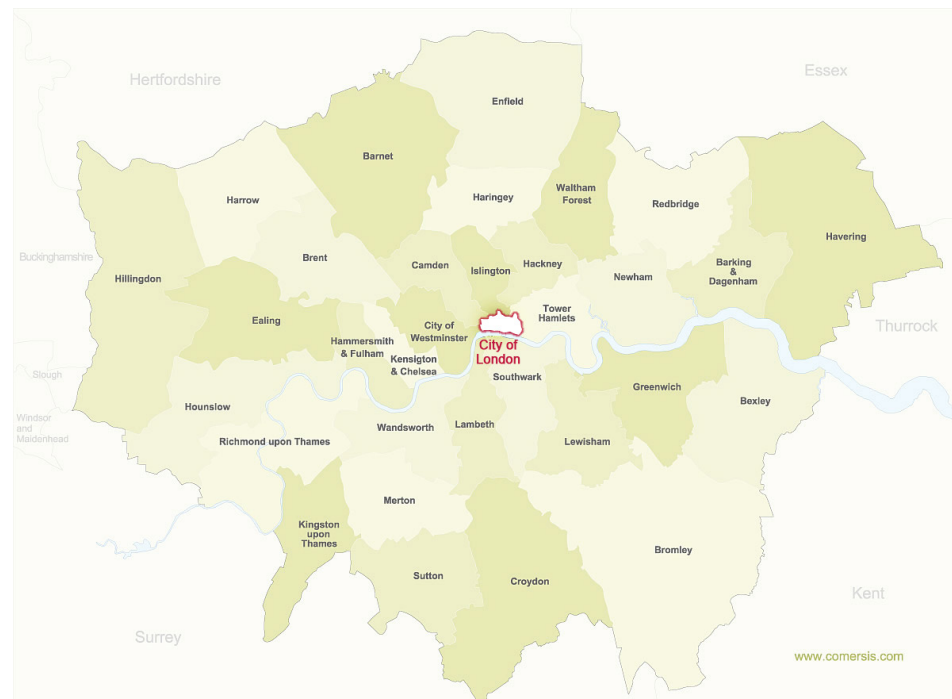 Hertfordshire
Essex
Enfield
Barnet
Haringey
Waltham
Forest
Redbridge
Harrow
Havering
Buckinghamshire
Brent
Camden
Islington
Hackney
Newham
Barking
&
Dagenham
Hillingdon
Ealing
Hammersmith
& Fulham
City of
Westminster
Tower
Hamlets
Thurrock
Kensigton
& Chelsea
City of
London
Southwark
Slough
Greenwich
Bexley
Windsor
and
Maidenhead
Hounslow
Richmond upon Thames
Wandsworth
Lambeth
Lewisham
Merton
Kingston
upon
Thames
Sutton
Croydon
Bromley
Kent
Surrey
www.comersis.com